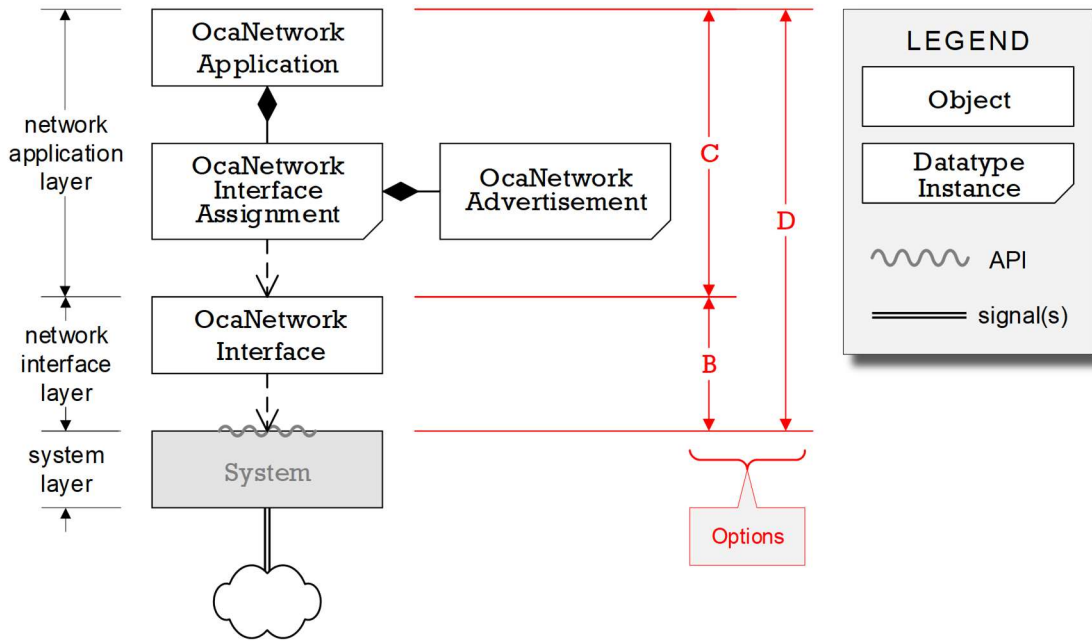 OcaNetwork
Application
network
application
layer
OcaNetwork
Interface
Assignment
OcaNetwork
Advertisement
OcaNetwork
Interface
network
interface
layer
system
layer
System
C
D
B
Options
LEGEND
Object
Datatype
Instance
API
signal(s)